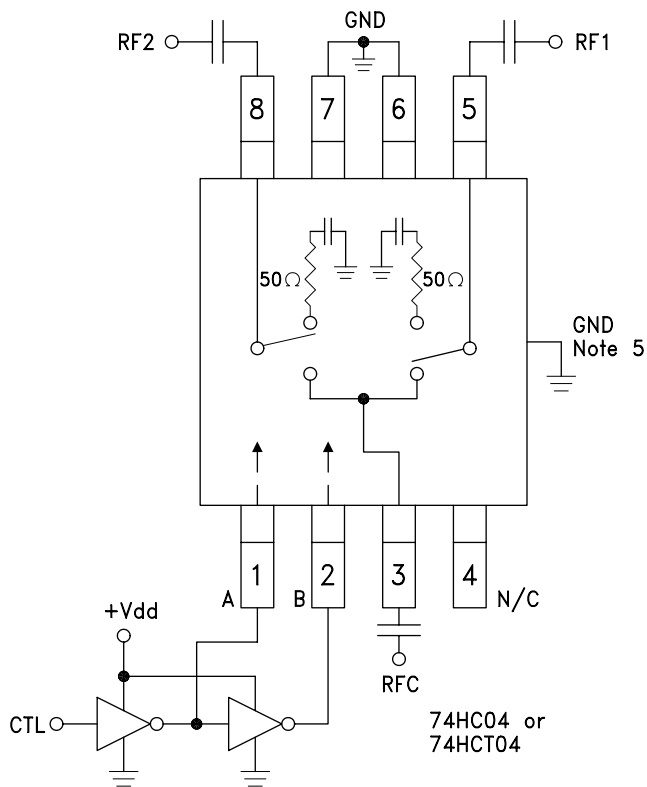 GND
RF2
RF1
8
7
6
5
50Ω
50Ω
GND
Note 5
1
2
3
4
A
B
N/C
+Vdd
RFC
CTL
74HC04 or
74HCT04